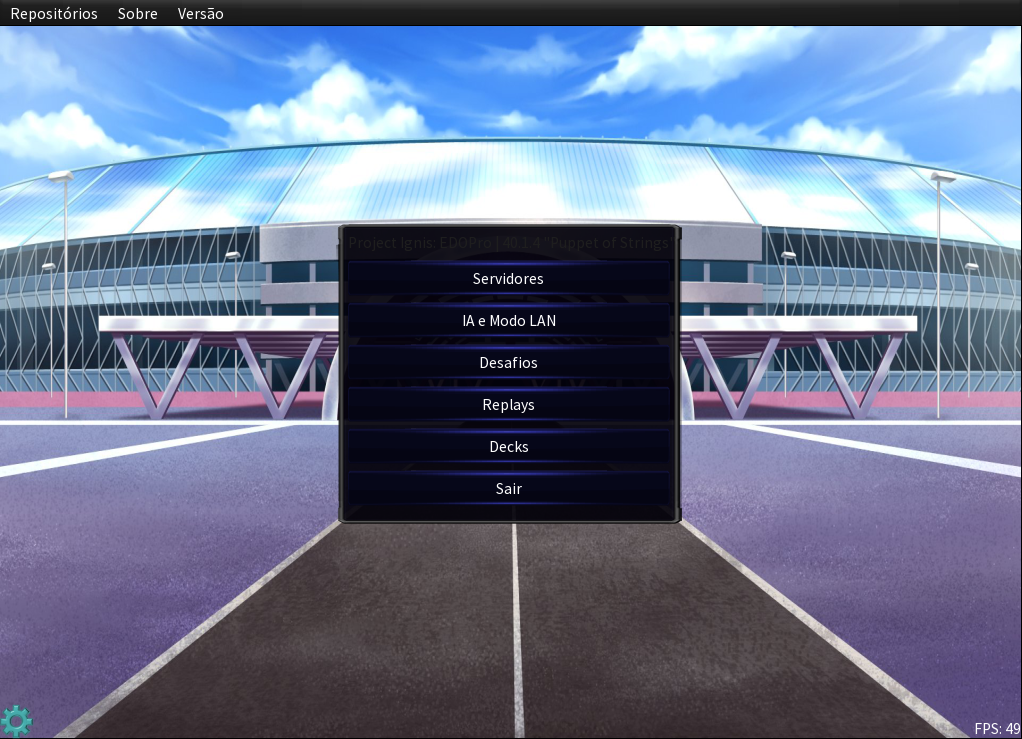 Repositórios Sobre Versão
Project Ignis: EDOPro | 40.1.4 "Puppet of Strings"
Servidores
IA e Modo LAN
Desafios
Replays
Decks
Sair
FPS: 49